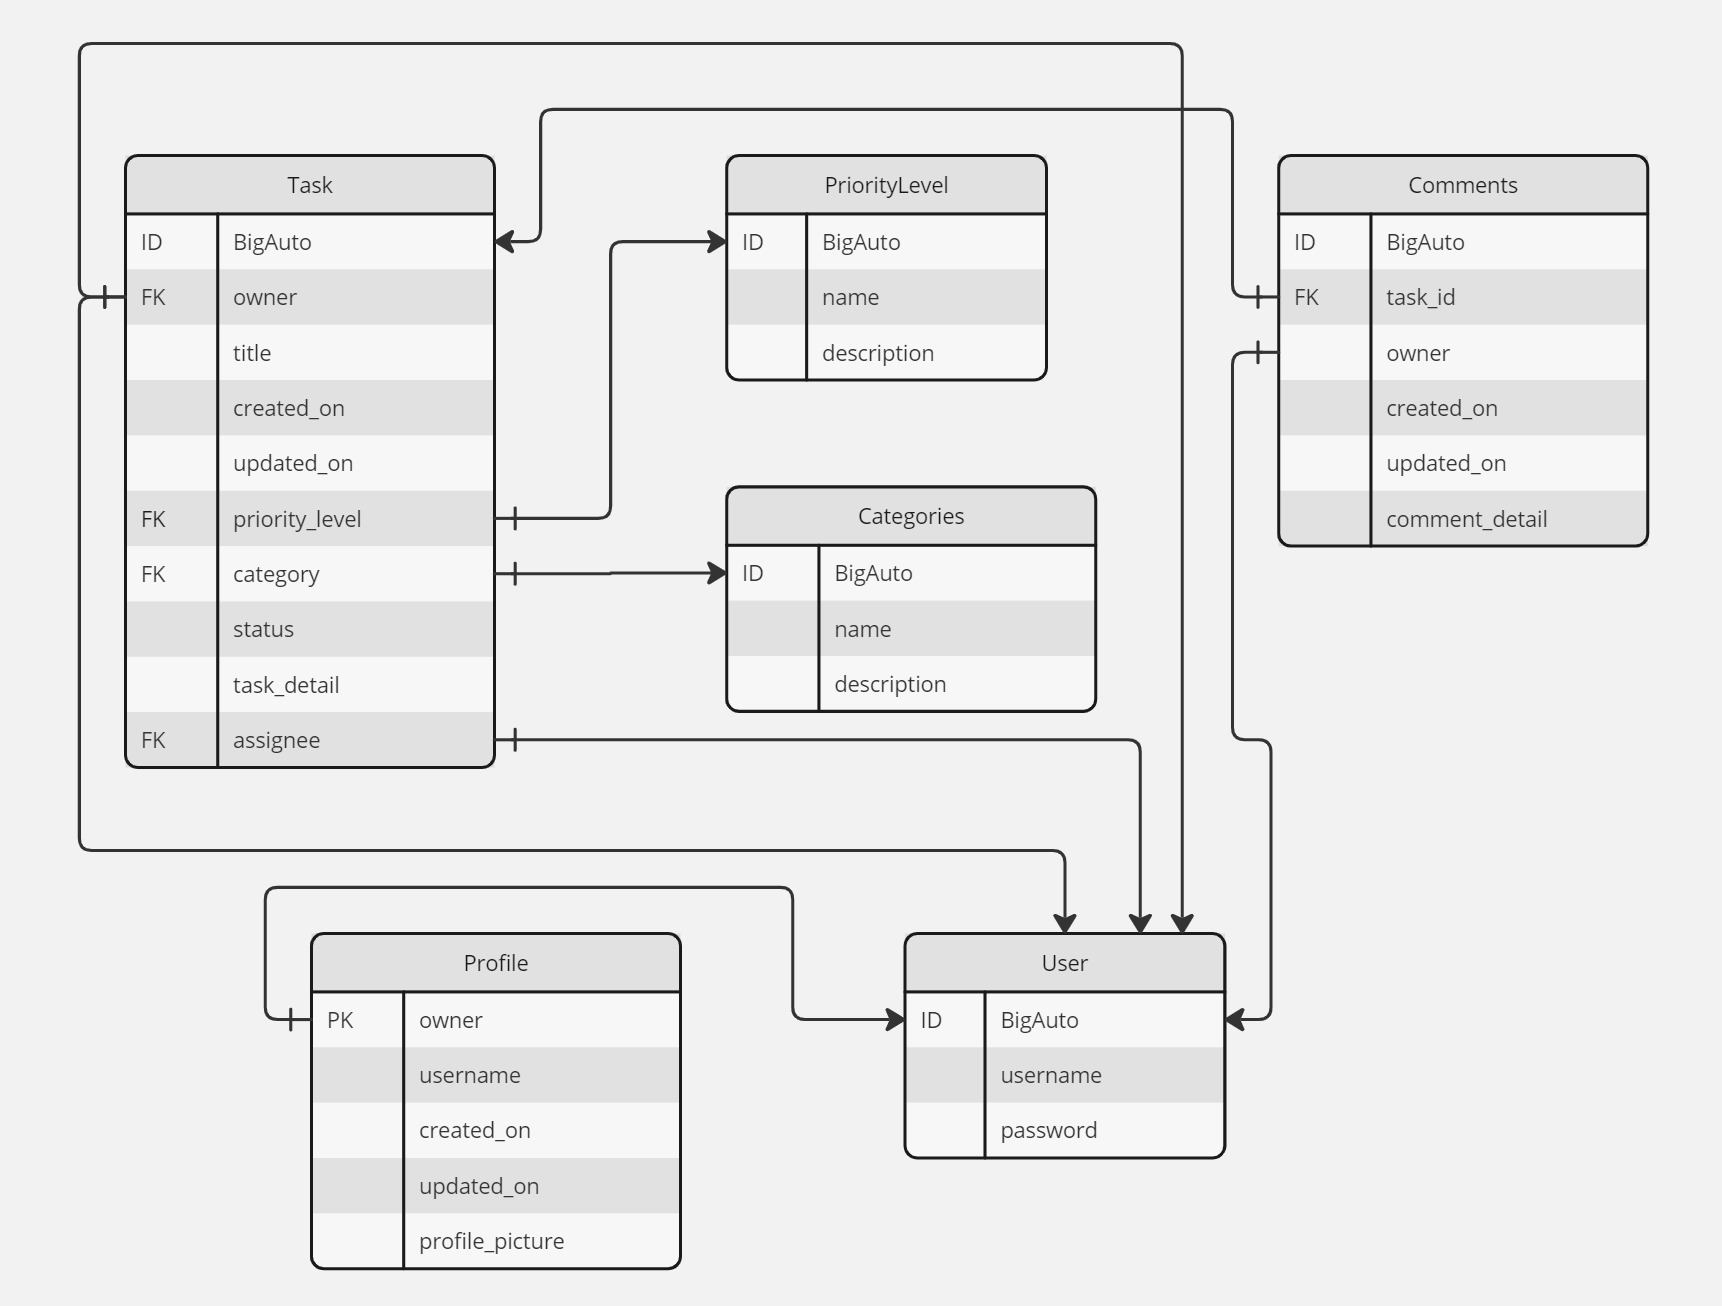 Task
ID BigAuto
FK owner
title
created_on
updated_on
FK priority_level
FK category
status
task_detail
FK assignee
PriorityLevel
ID BigAuto
name
description
Categories
ID BigAuto
name
description
Comments
ID BigAuto
FK task_id
owner
created_on
updated_on
comment_detail
Profile
PK owner
username
created_on
updated_on
profile_picture
User
ID BigAuto
username
password